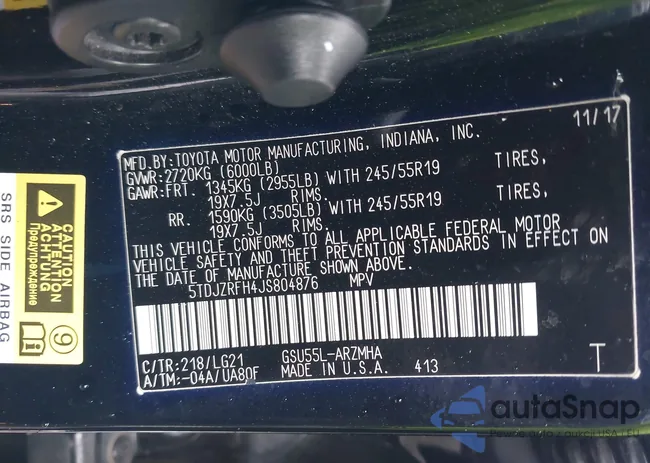 MFD.BY:TOYOTA MOTOR MANUFACTURING, INDIANA, INC. 11/17
GVWR:2720KG (6000LB)
GAWR:FRT. 1345KG (2955LB) WITH 245/55R19 TIRES,
19X7.5J RIMS.
RR. 1590KG (3505LB) WITH 245/55R19 TIRES,
19X7.5J RIMS.
THIS VEHICLE CONFORMS TO ALL APPLICABLE FEDERAL MOTOR
VEHICLE SAFETY AND THEFT PREVENTION STANDARDS IN EFFECT ON
THE DATE OF MANUFACTURE SHOWN ABOVE.
5TDJZRFH4JS804876 MPV
C/TR:218/LG21 GSU55L-ARZMHA
A/TM:-04A/UA80F MADE IN U.S.A. 413 T
SRS SIDE AIRBAG
CAUTION
ATTENTION
ACHTUNG
Предупреждение
9
autaSnap